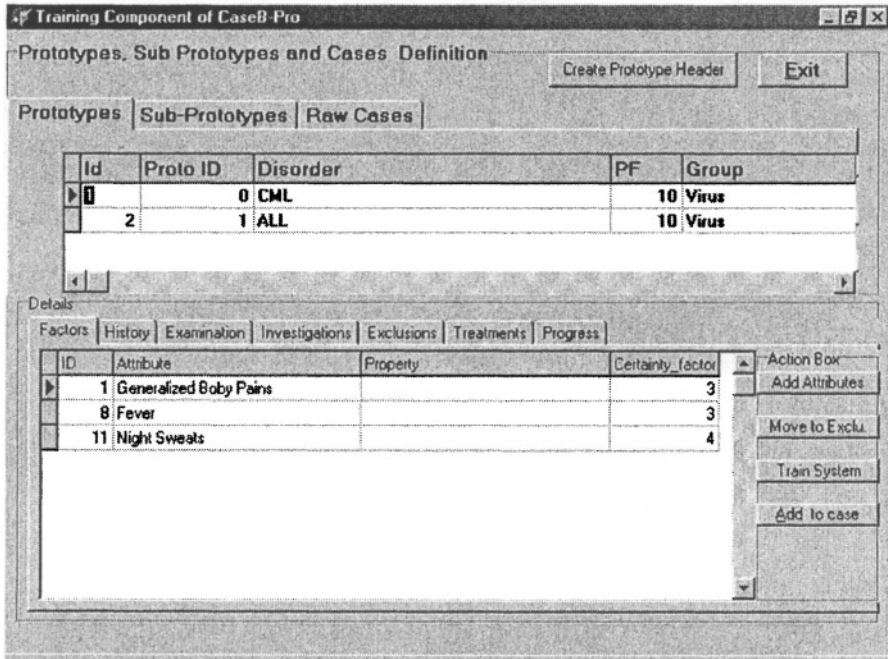 Training Component of CaseB-Pro
Prototypes, Sub Prototypes and Cases Definition
Create Prototype Header
Exit
Prototypes Sub-Prototypes Raw Cases
Id Proto ID Disorder PF Group
1 0 CML 10 Virus
2 1 ALL 10 Virus
Details
Factors History Examination Investigations Exclusions Treatments Progress
ID Attribute Property Certainty_factor
1 Generalized Boby Pains 3
8 Fever 3
11 Night Sweats 4
Action Box
Add Attributes
Move to Exclu.
Train System
Add to case